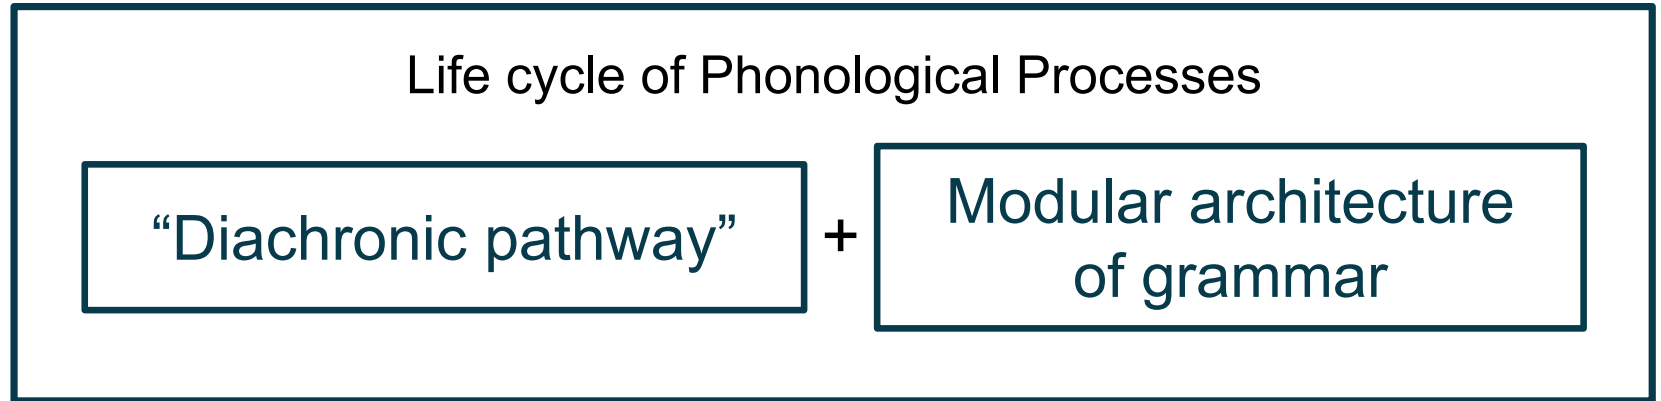 Life cycle of Phonological Processes
“Diachronic pathway”
+
Modular architecture
of grammar